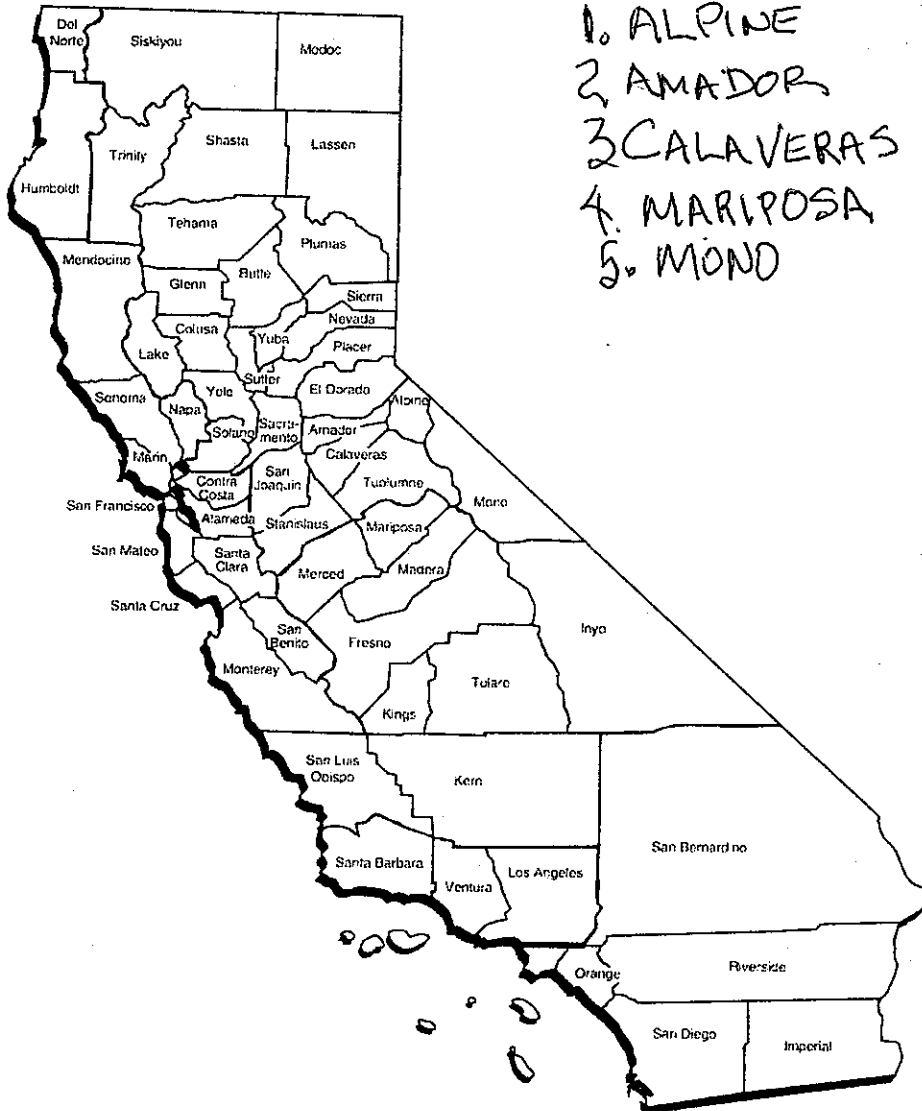 1. ALPINE
2 AMADOR
3 CALAVERAS
4. MARIPOSA
5. MONO
Del
Norte
Siskiyou
Modoc
Shasta
Lassen
Trinity
Humboldt
Tehama
Plumas
Mendocino
Glenn
Butte
Sierra
Nevada
Colusa
Yuba
Placer
Lake
Sutter
El Dorado
Sonoma
Napa
Yolo
Alpine
Solano
Sacra-
mento
Amador
Marin
Calaveras
Contra
Costa
San
Joaquin
Tuolumne
San Francisco
Alameda
Stanislaus
Mariposa
Mono
San Mateo
Santa
Clara
Merced
Madera
Santa Cruz
San
Benito
Fresno
Inyo
Monterey
Tulare
Kings
San Luis
Obispo
Kern
San Bernardino
Santa Barbara
Ventura
Los Angeles
Orange
Riverside
San Diego
Imperial